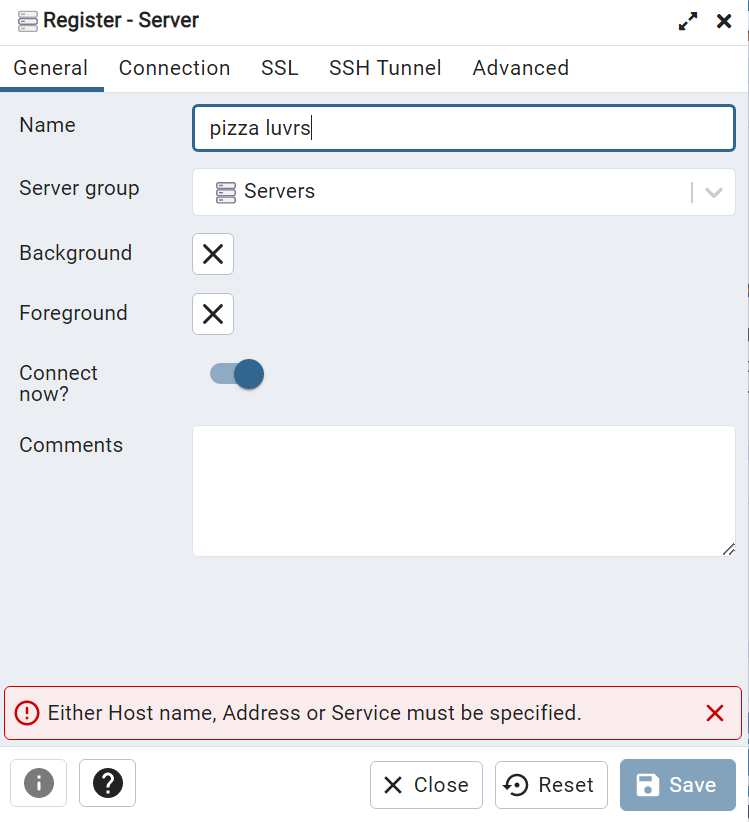 Register - Server
General Connection SSL SSH Tunnel Advanced
Name pizza luvrs
Server group Servers
Background
Foreground
Connect
now?
Comments
Either Host name, Address or Service must be specified.
Close Reset Save